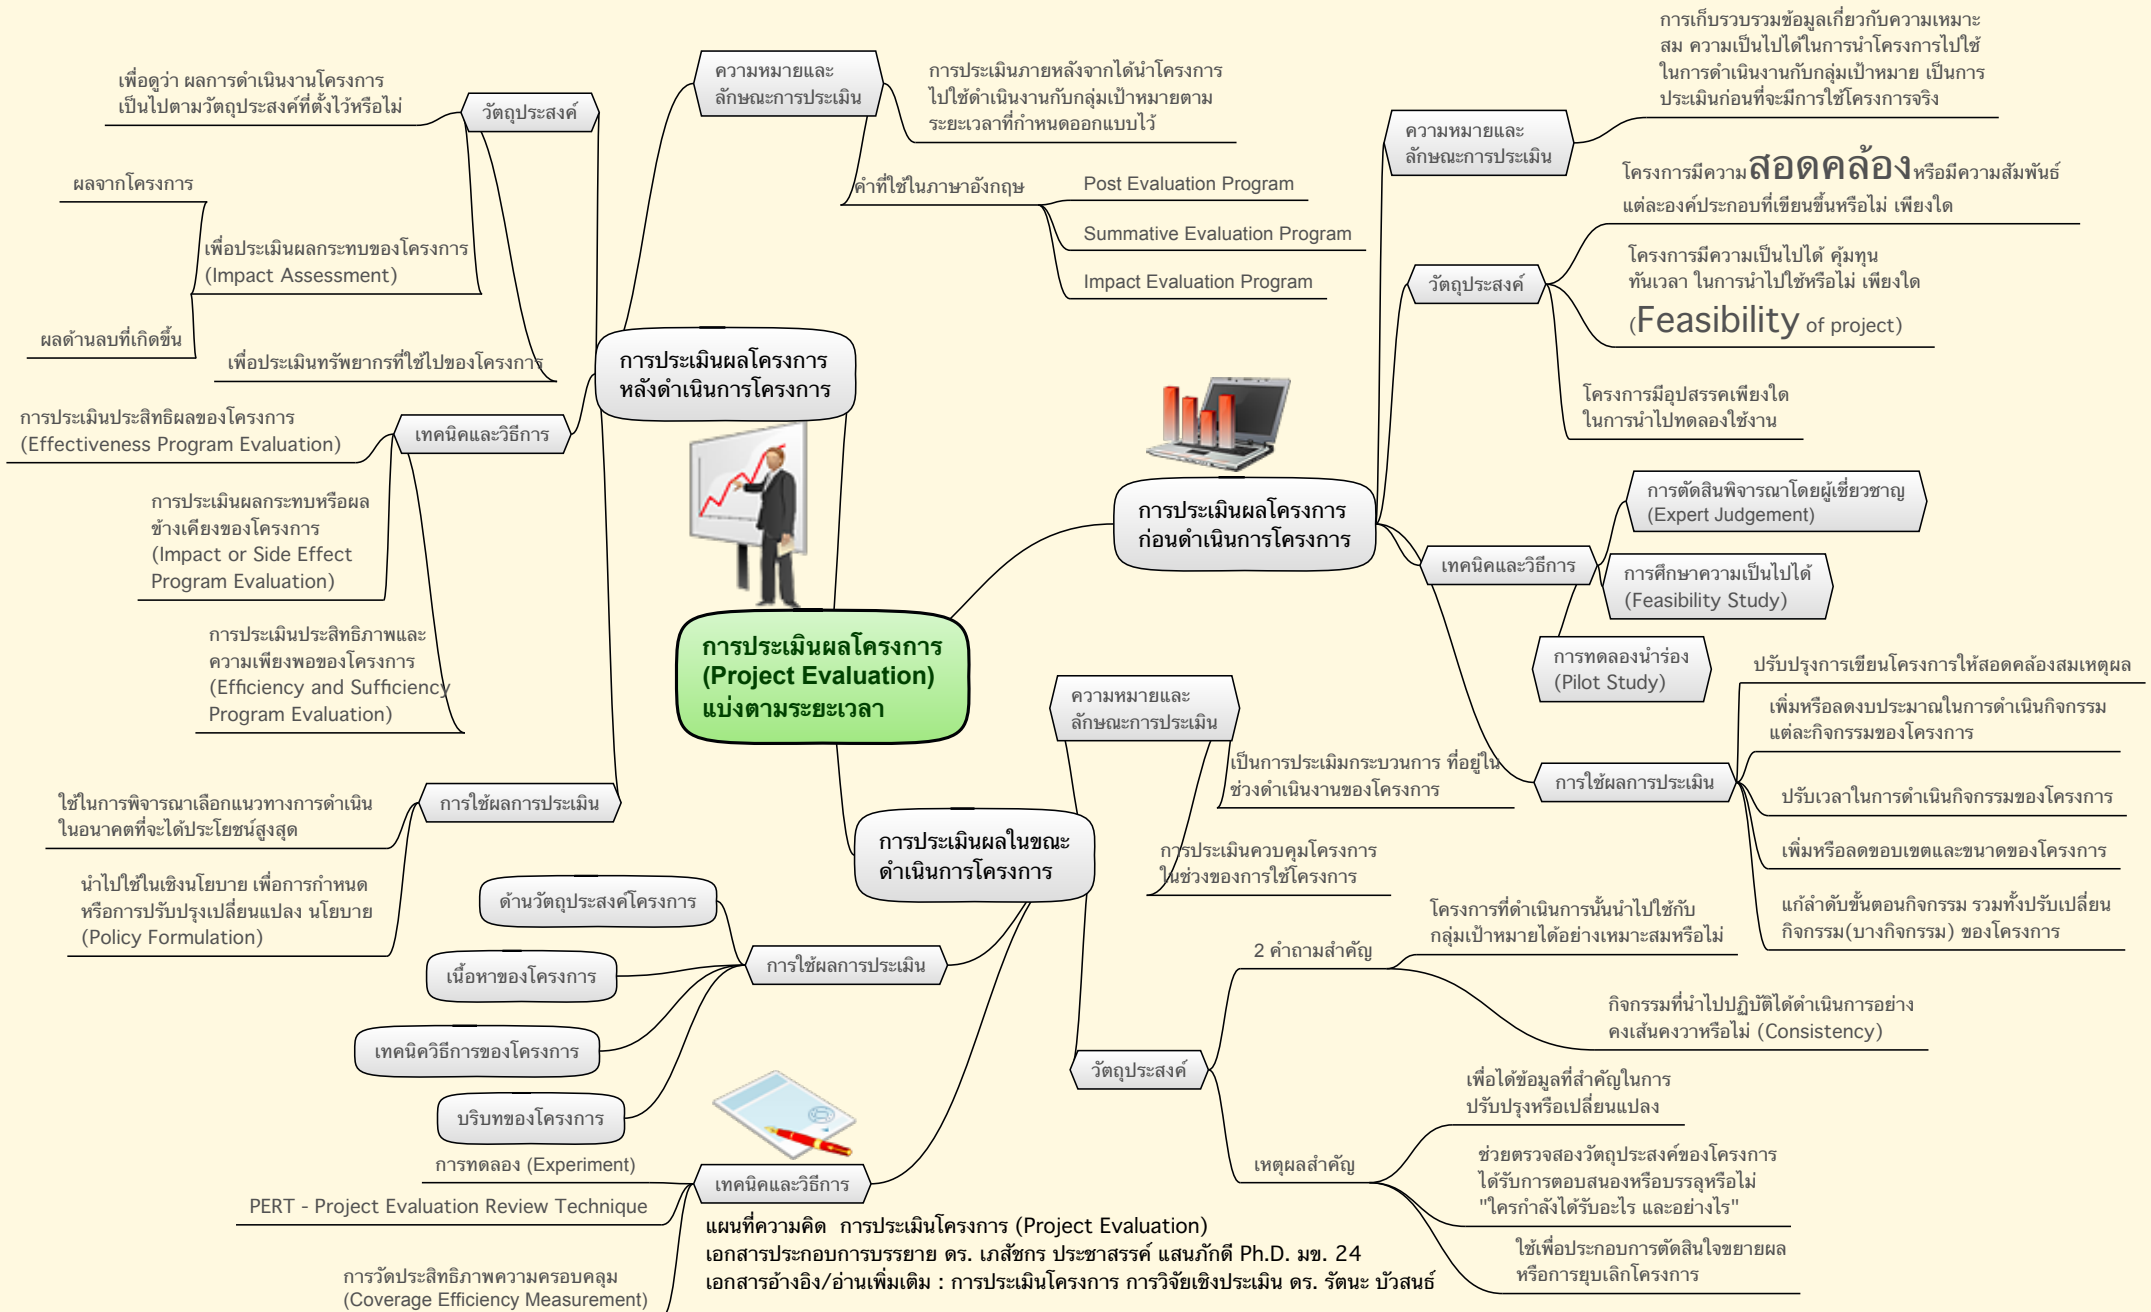 การประเมินผลโครงการ
(Project Evaluation)
แบ่งตามระยะเวลา
การประเมินผลโครงการ
ก่อนดำเนินการโครงการ
ความหมายและ
ลักษณะการประเมิน
การเก็บรวบรวมข้อมูลเกี่ยวกับความเหมาะ
สม ความเป็นไปได้ในการนำโครงการไปใช้
ในการดำเนินงานกับกลุ่มเป้าหมาย เป็นการ
ประเมินก่อนที่จะมีการใช้โครงการจริง
วัตถุประสงค์
โครงการมีความสอดคล้องหรือมีความสัมพันธ์
แต่ละองค์ประกอบที่เขียนขึ้นหรือไม่ เพียงใด
โครงการมีความเป็นไปได้ คุ้มทุน
ทันเวลา ในการนำไปใช้หรือไม่ เพียงใด
(Feasibility of project)
โครงการมีอุปสรรคเพียงใด
ในการนำไปทดลองใช้งาน
เทคนิคและวิธีการ
การตัดสินพิจารณาโดยผู้เชี่ยวชาญ
(Expert Judgement)
การศึกษาความเป็นไปได้
(Feasibility Study)
การทดลองนำร่อง
(Pilot Study)
การใช้ผลการประเมิน
ปรับปรุงการเขียนโครงการให้สอดคล้องสมเหตุผล
เพิ่มหรือลดงบประมาณในการดำเนินกิจกรรม
แต่ละกิจกรรมของโครงการ
ปรับเวลาในการดำเนินกิจกรรมของโครงการ
เพิ่มหรือลดขอบเขตและขนาดของโครงการ
แก้ลำดับขั้นตอนกิจกรรม รวมทั้งปรับเปลี่ยน
กิจกรรม(บางกิจกรรม) ของโครงการ
การประเมินผลในขณะ
ดำเนินการโครงการ
ความหมายและ
ลักษณะการประเมิน
เป็นการประเมิมกระบวนการ ที่อยู่ใน
ช่วงดำเนินงานของโครงการ
การประเมินควบคุมโครงการ
ในช่วงของการใช้โครงการ
วัตถุประสงค์
2 คำถามสำคัญ
โครงการที่ดำเนินการนั้นนำไปใช้กับ
กลุ่มเป้าหมายได้อย่างเหมาะสมหรือไม่
กิจกรรมที่นำไปปฏิบัติได้ดำเนินการอย่าง
คงเส้นคงวาหรือไม่ (Consistency)
เหตุผลสำคัญ
เพื่อได้ข้อมูลที่สำคัญในการ
ปรับปรุงหรือเปลี่ยนแปลง
ช่วยตรวจสองวัตถุประสงค์ของโครงการ
ได้รับการตอบสนองหรือบรรลุหรือไม่
"ใครกำลังได้รับอะไร และอย่างไร"
ใช้เพื่อประกอบการตัดสินใจขยายผล
หรือการยุบเลิกโครงการ
เทคนิคและวิธีการ
การทดลอง (Experiment)
PERT - Project Evaluation Review Technique
การวัดประสิทธิภาพความครอบคลุม
(Coverage Efficiency Measurement)
การใช้ผลการประเมิน
ด้านวัตถุประสงค์โครงการ
เนื้อหาของโครงการ
เทคนิควิธีการของโครงการ
บริบทของโครงการ
การประเมินผลโครงการ
หลังดำเนินการโครงการ
ความหมายและ
ลักษณะการประเมิน
การประเมินภายหลังจากได้นำโครงการ
ไปใช้ดำเนินงานกับกลุ่มเป้าหมายตาม
ระยะเวลาที่กำหนดออกแบบไว้
คำที่ใช้ในภาษาอังกฤษ
Post Evaluation Program
Summative Evaluation Program
Impact Evaluation Program
วัตถุประสงค์
เพื่อดูว่า ผลการดำเนินงานโครงการ
เป็นไปตามวัตถุประสงค์ที่ตั้งไว้หรือไม่
เพื่อประเมินผลกระทบของโครงการ
(Impact Assessment)
ผลจากโครงการ
ผลด้านลบที่เกิดขึ้น
เพื่อประเมินทรัพยากรที่ใช้ไปของโครงการ
เทคนิคและวิธีการ
การประเมินประสิทธิผลของโครงการ
(Effectiveness Program Evaluation)
การประเมินผลกระทบหรือผล
ข้างเคียงของโครงการ
(Impact or Side Effect
Program Evaluation)
การประเมินประสิทธิภาพและ
ความเพียงพอของโครงการ
(Efficiency and Sufficiency
Program Evaluation)
การใช้ผลการประเมิน
ใช้ในการพิจารณาเลือกแนวทางการดำเนิน
ในอนาคตที่จะได้ประโยชน์สูงสุด
นำไปใช้ในเชิงนโยบาย เพื่อการกำหนด
หรือการปรับปรุงเปลี่ยนแปลง นโยบาย
(Policy Formulation)
แผนที่ความคิด การประเมินโครงการ (Project Evaluation)
เอกสารประกอบการบรรยาย ดร. เภสัชกร ประชาสรรค์ แสนภักดี Ph.D. มข. 24
เอกสารอ้างอิง/อ่านเพิ่มเติม : การประเมินโครงการ การวิจัยเชิงประเมิน ดร. รัตนะ บัวสนธ์